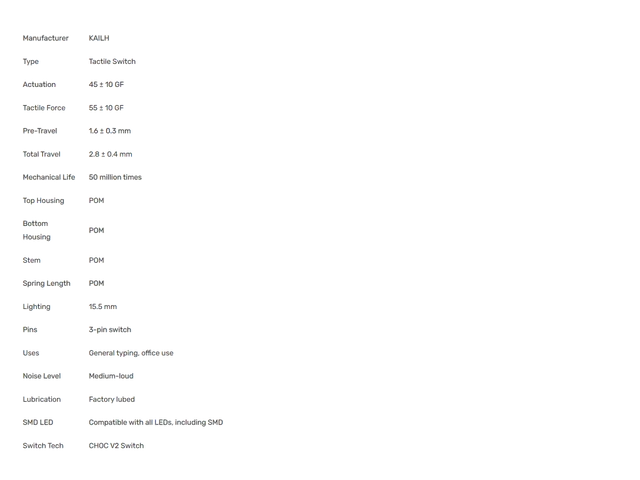 Manufacturer KAILH
Type Tactile Switch
Actuation 45 ± 10 GF
Tactile Force 55 ± 10 GF
Pre-Travel 1.6 ± 0.3 mm
Total Travel 2.8 ± 0.4 mm
Mechanical Life 50 million times
Top Housing POM
Bottom
Housing POM
Stem POM
Spring Length POM
Lighting 15.5 mm
Pins 3-pin switch
Uses General typing, office use
Noise Level Medium-loud
Lubrication Factory lubed
SMD LED Compatible with all LEDs, including SMD
Switch Tech CHOC V2 Switch